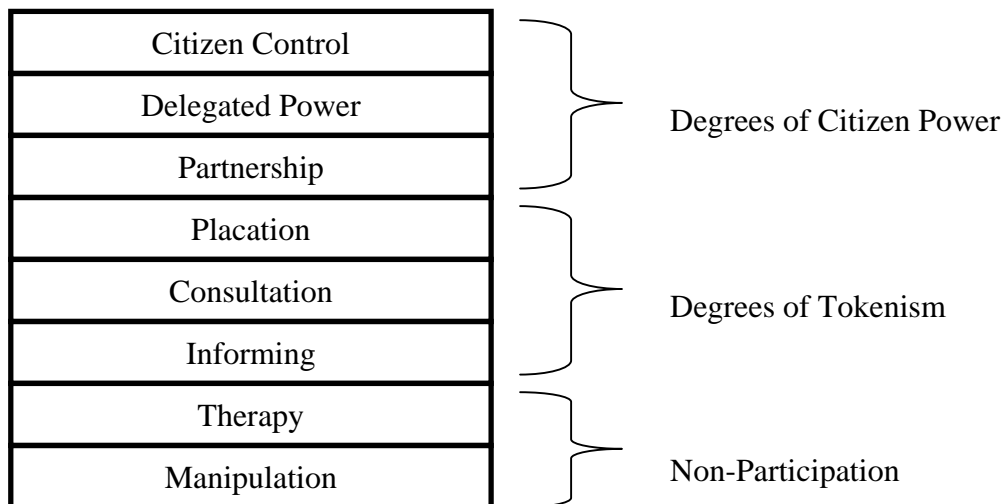 Citizen Control
Delegated Power
Partnership
Placation
Consultation
Informing
Therapy
Manipulation
Degrees of Citizen Power
Degrees of Tokenism
Non-Participation